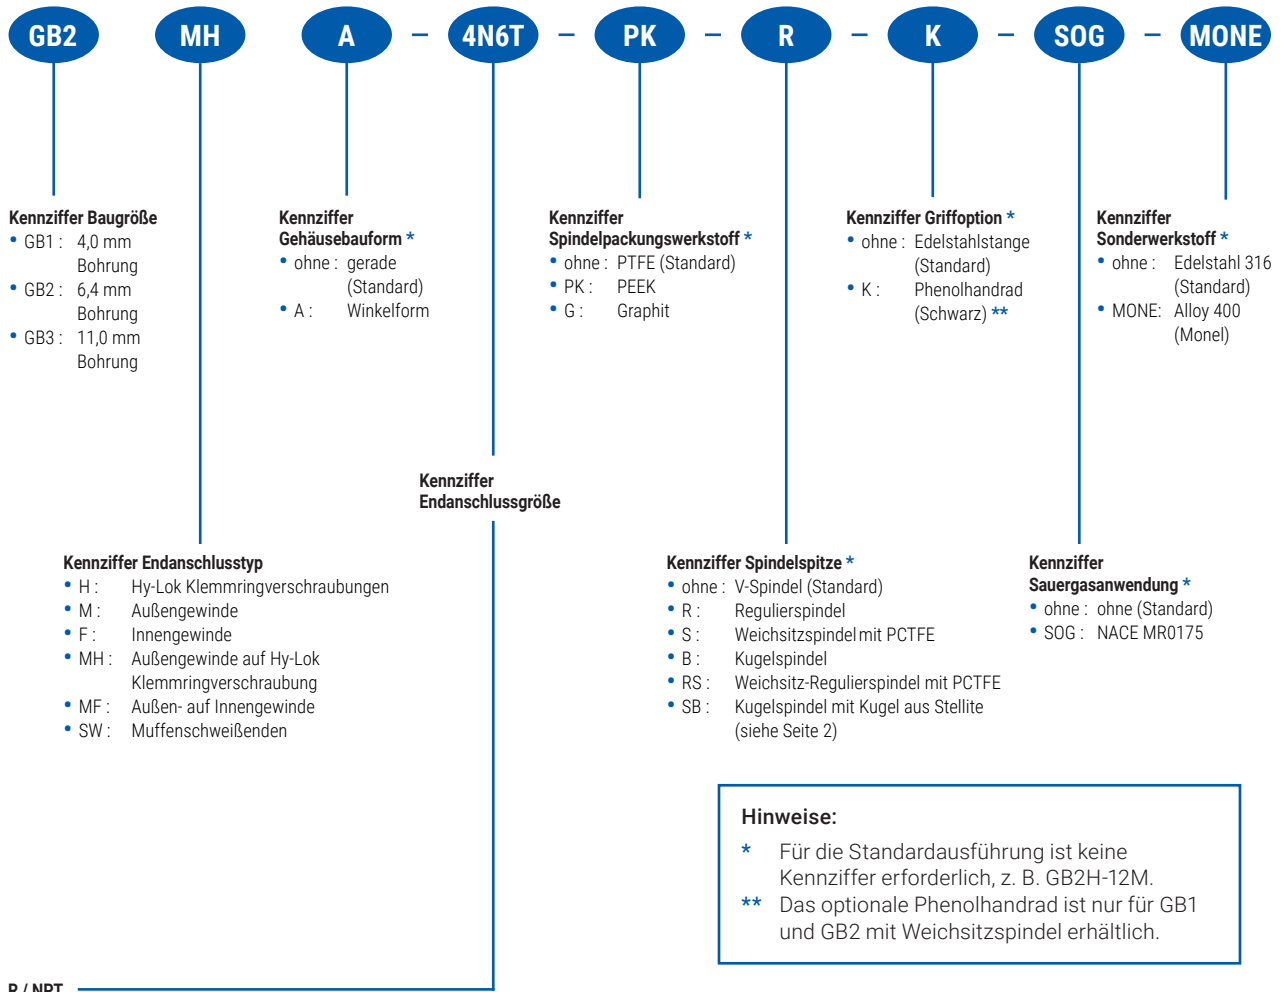 GB2 MH A – 4N6T – PK – R – K – SOG – MONE
Kennziffer Baugröße
• GB1 : 4,0 mm
Bohrung
• GB2 : 6,4 mm
Bohrung
• GB3 : 11,0 mm
Bohrung
Kennziffer
Gehäusebauform *
• ohne : gerade
(Standard)
• A : Winkelform
Kennziffer
Spindelpackungswerkstoff *
• ohne : PTFE (Standard)
• PK : PEEK
• G : Graphit
Kennziffer Griffoption *
• ohne : Edelstahlstange
(Standard)
• K : Phenolhandrad
(Schwarz) **
Kennziffer
Sonderwerkstoff *
• ohne : Edelstahl 316
(Standard)
• MONE: Alloy 400
(Monel)
Kennziffer
Endanschlussgröße
Kennziffer Endanschlusstyp
• H : Hy-Lok Klemmringverschraubungen
• M : Außengewinde
• F : Innengewinde
• MH : Außengewinde auf Hy-Lok
Klemmringverschraubung
• MF : Außen- auf Innengewinde
• SW : Muffenschweißenden
Kennziffer Spindelspitze *
• ohne : V-Spindel (Standard)
• R : Regulierspindel
• S : Weichsitzspindel mit PCTFE
• B : Kugelspindel
• RS : Weichsitz-Regulierspindel mit PCTFE
• SB : Kugelspindel mit Kugel aus Stellite
(siehe Seite 2)
Kennziffer
Sauergasanwendung *
• ohne : ohne (Standard)
• SOG : NACE MR0175
Hinweise:
* Für die Standardausführung ist keine
Kennziffer erforderlich, z. B. GB2H-12M.
** Das optionale Phenolhandrad ist nur für GB1
und GB2 mit Weichsitzspindel erhältlich.
R / NPT